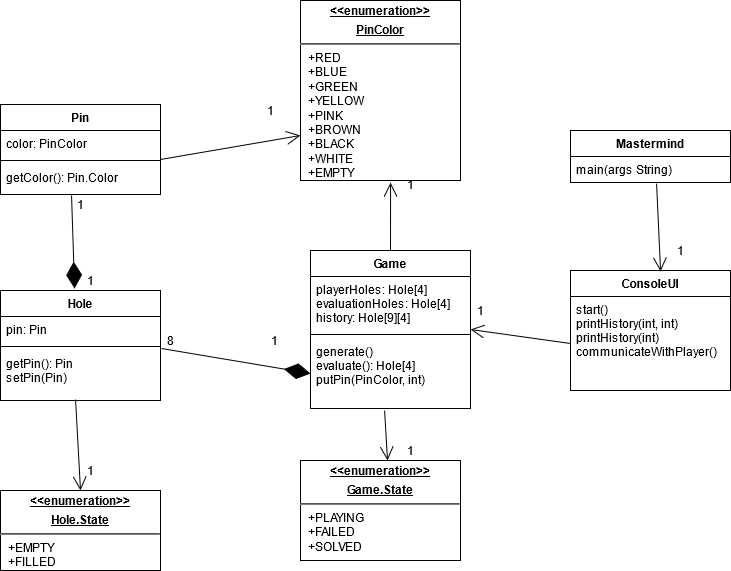 <<enumeration>>
PinColor
+RED
+BLUE
+GREEN
+YELLOW
+PINK
+BROWN
+BLACK
+WHITE
+EMPTY
1
Pin
color: PinColor
getColor(): Pin.Color
1
1
Mastermind
main(args String)
1
1
Hole
pin: Pin
getPin(): Pin
setPin(Pin)
8
1
Game
playerHoles: Hole[4]
evaluationHoles: Hole[4]
history: Hole[9][4]
generate()
evaluate(): Hole[4]
putPin(PinColor, int)
1
ConsoleUI
start()
printHistory(int, int)
printHistory(int)
communicateWithPlayer()
1
<<enumeration>>
Hole.State
+EMPTY
+FILLED
1
<<enumeration>>
Game.State
+PLAYING
+FAILED
+SOLVED